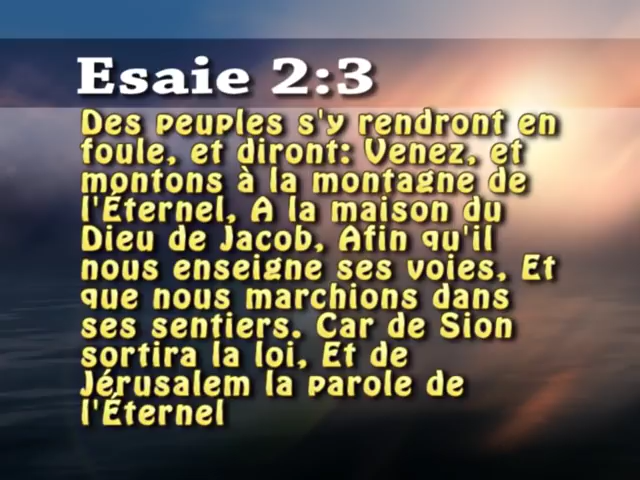 Esaie 2:3
Des peuples s'y rendront en
foule, et diront: Venez, et
montons à la montagne de
l'Éternel, A la maison du
Dieu de Jacob, Afin qu'il
nous enseigne ses voies, Et
que nous marchions dans
ses sentiers. Car de Sion
sortira la loi, Et de
Jérusalem la parole de
l'Éternel